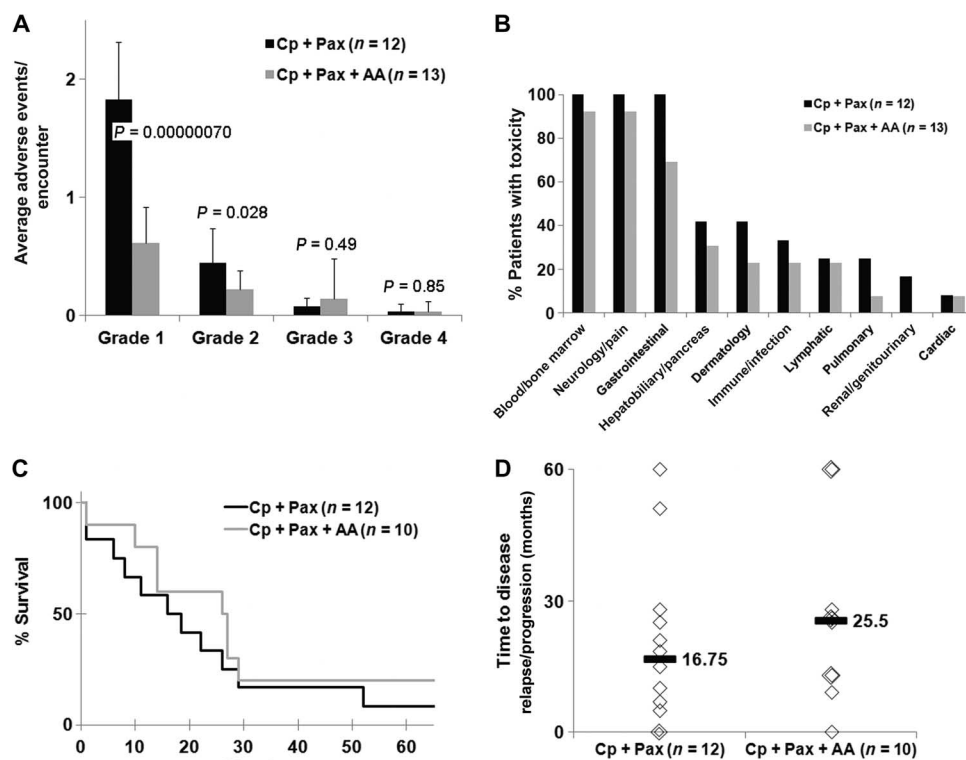 A
Average adverse events/
encounter
2
1
0
Cp + Pax (n = 12)
Cp + Pax + AA (n = 13)
P = 0.00000070
P = 0.028
P = 0.49
P = 0.85
Grade 1
Grade 2
Grade 3
Grade 4
B
% Patients with toxicity
100
80
60
40
20
0
Cp + Pax (n = 12)
Cp + Pax + AA (n = 13)
Blood/bone marrow
Neurology/pain
Gastrointestinal
Hepatobiliary/pancreas
Dermatology
Immune/infection
Lymphatic
Pulmonary
Renal/genitourinary
Cardiac
C
% Survival
100
50
0
Cp + Pax (n = 12)
Cp + Pax + AA (n = 10)
0
10
20
30
40
50
60
D
Time to disease
relapse/progression (months)
60
30
0
16.75
25.5
Cp + Pax (n = 12)
Cp + Pax + AA (n = 10)